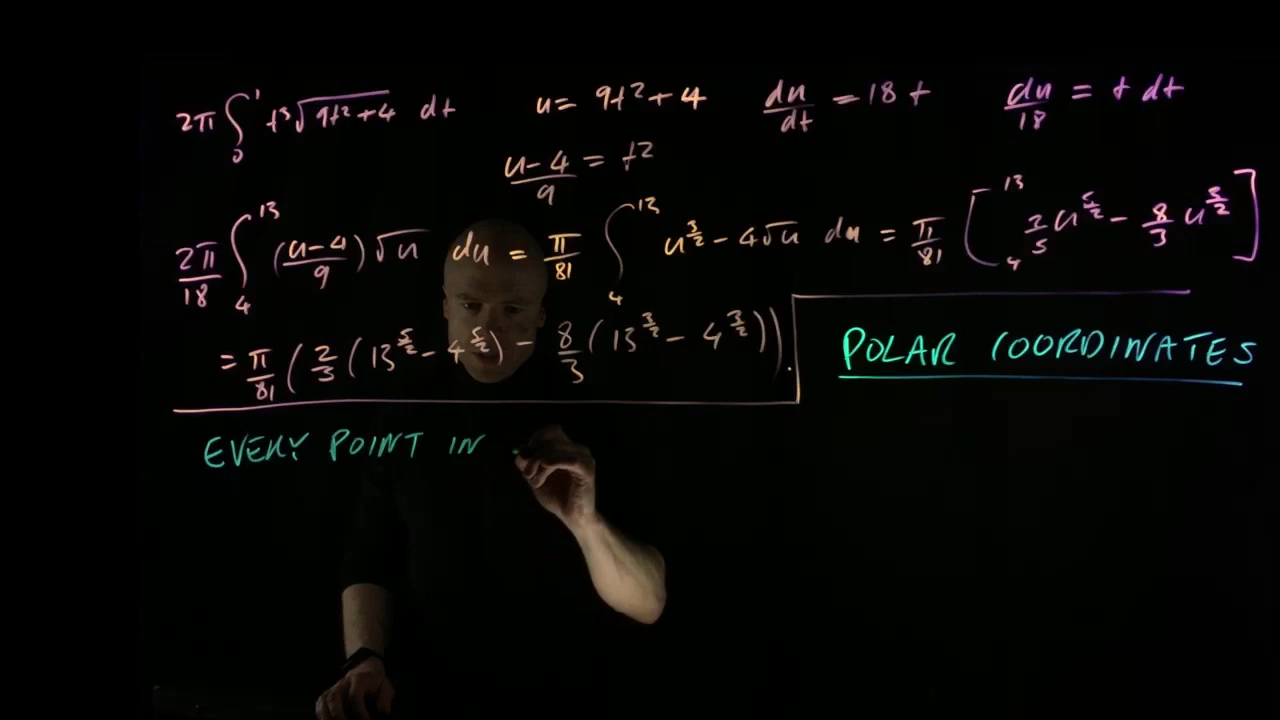 2π ∫₀¹ t³√(9t²+4) dt    u = 9t²+4    du/dt = 18t    du/18 = t dt
(u-4)/9 = t²
2π/18 ∫₄¹³ ((u-4)/9)√u du = π/81 ∫₄¹³ u^(3/2) - 4√u du = π/81 [2/5 u^(5/2) - 8/3 u^(3/2)]₄¹³
= π/81 (2/5 (13^(5/2) - 4^(5/2)) - 8/3 (13^(3/2) - 4^(3/2))).
POLAR COORDINATES
EVERY POINT IN